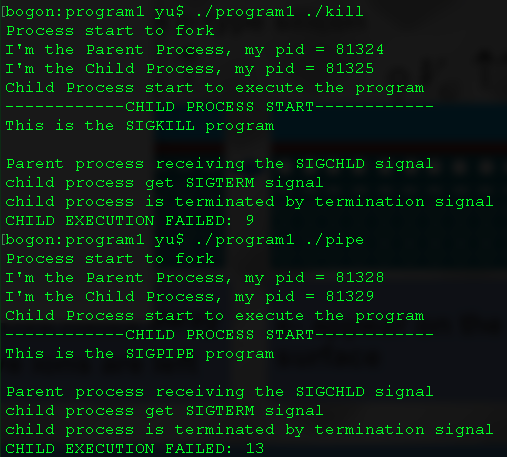 [bogon:program1 yu$ ./program1 ./kill
Process start to fork
I'm the Parent Process, my pid = 81324
I'm the Child Process, my pid = 81325
Child Process start to execute the program
------------CHILD PROCESS START------------
This is the SIGKILL program
Parent process receiving the SIGCHLD signal
child process get SIGTERM signal
child process is terminated by termination signal
CHILD EXECUTION FAILED: 9
[bogon:program1 yu$ ./program1 ./pipe
Process start to fork
I'm the Parent Process, my pid = 81328
I'm the Child Process, my pid = 81329
Child Process start to execute the program
------------CHILD PROCESS START------------
This is the SIGPIPE program
Parent process receiving the SIGCHLD signal
child process get SIGTERM signal
child process is terminated by termination signal
CHILD EXECUTION FAILED: 13